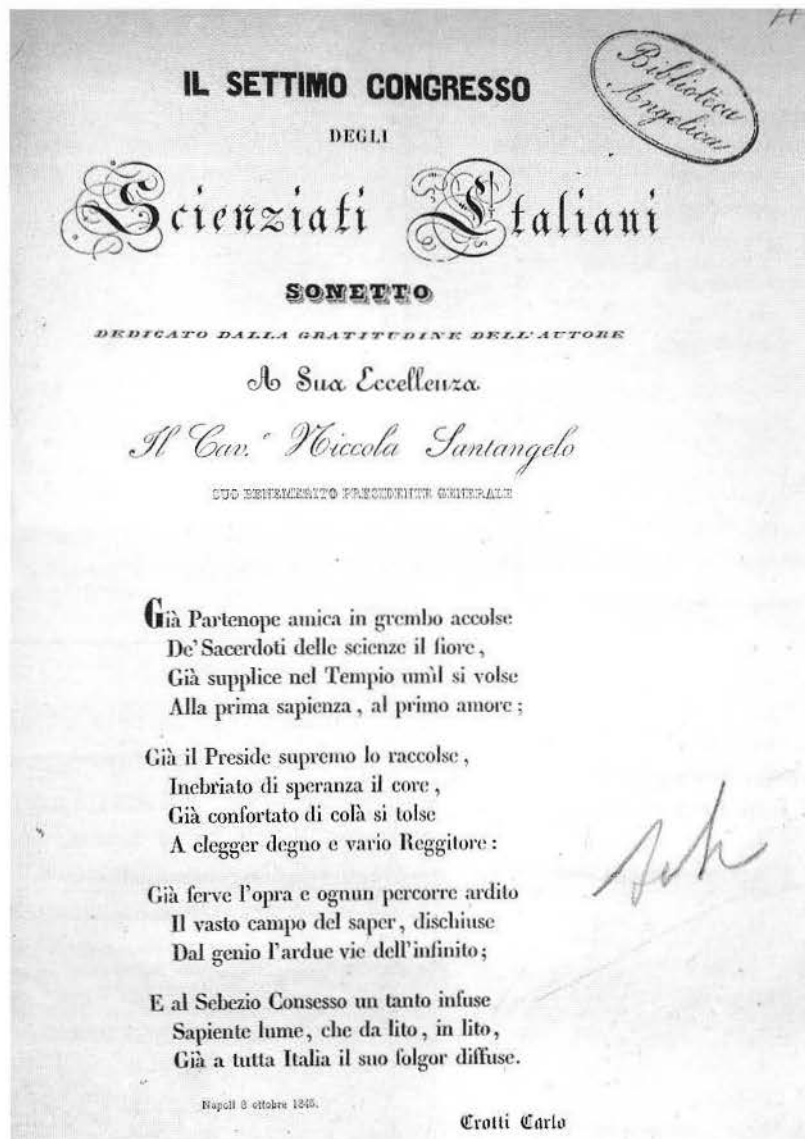 Biblioteca
Angelica
IL SETTIMO CONGRESSO
DEGLI
Scienziati Italiani
SONETTO
DEDICATO DALLA GRATITUDINE DELL'AUTORE
A Sua Eccellenza
Il Cav.e Niccola Santangelo
SUO BENEMERITO PRESIDENTE GENERALE
Già Partenope amica in grembo accolse
De' Sacerdoti delle scienze il fiore,
Già supplice nel Tempio umìl si volse
Alla prima sapienza, al primo amore;
Già il Preside supremo lo raccolse,
Inebriato di speranza il core,
Già confortato di colà si tolse
A elegger degno e vario Reggitore:
Già ferve l'opra e ognun percorre ardito
Il vasto campo del saper, dischiuse
Dal genio l'ardue vie dell'infinito;
E al Sebezio Consesso un tanto infuse
Sapiente lume, che da lito, in lito,
Già a tutta Italia il suo folgor diffuse.
Napoli 8 ottobre 1845.
Crotti Carlo